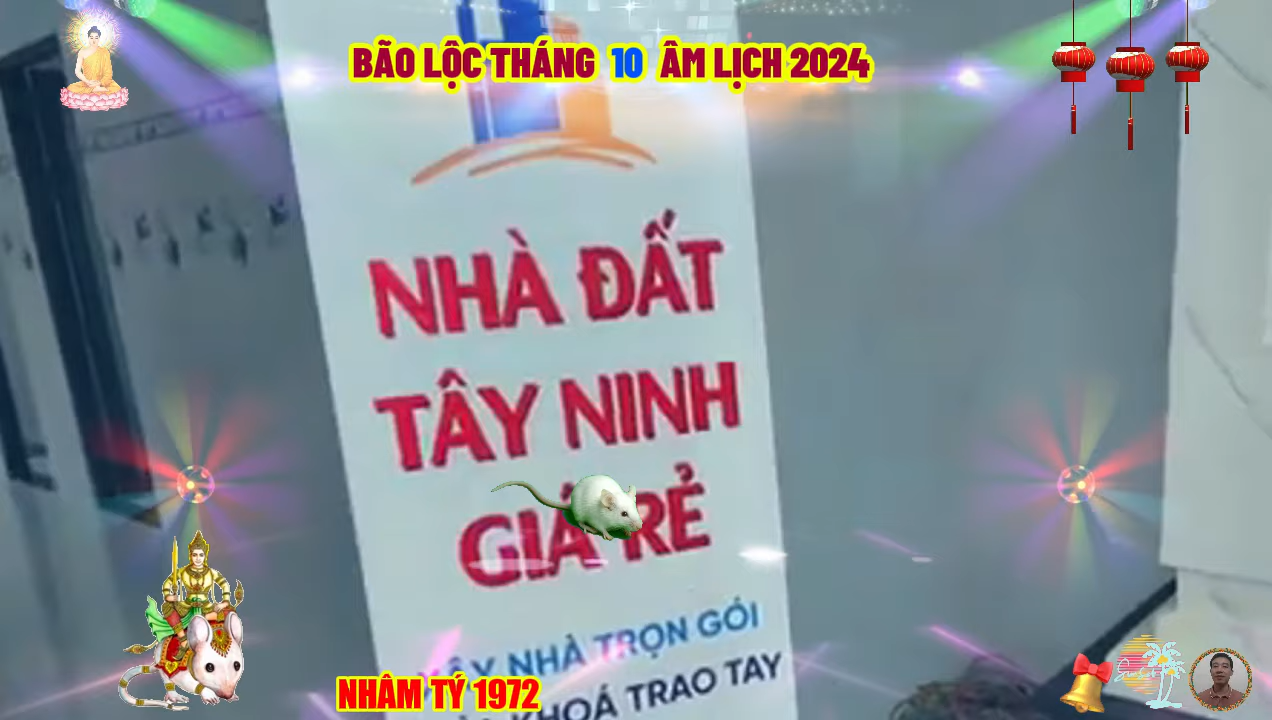 BÃO LỘC THÁNG 10 ÂM LỊCH 2024
NHÀ ĐẤT
TÂY NINH
GIÁ RẺ
NHÀ TRỌN GÓI
KHOÁ TRAO TAY
NHÂM TÝ 1972